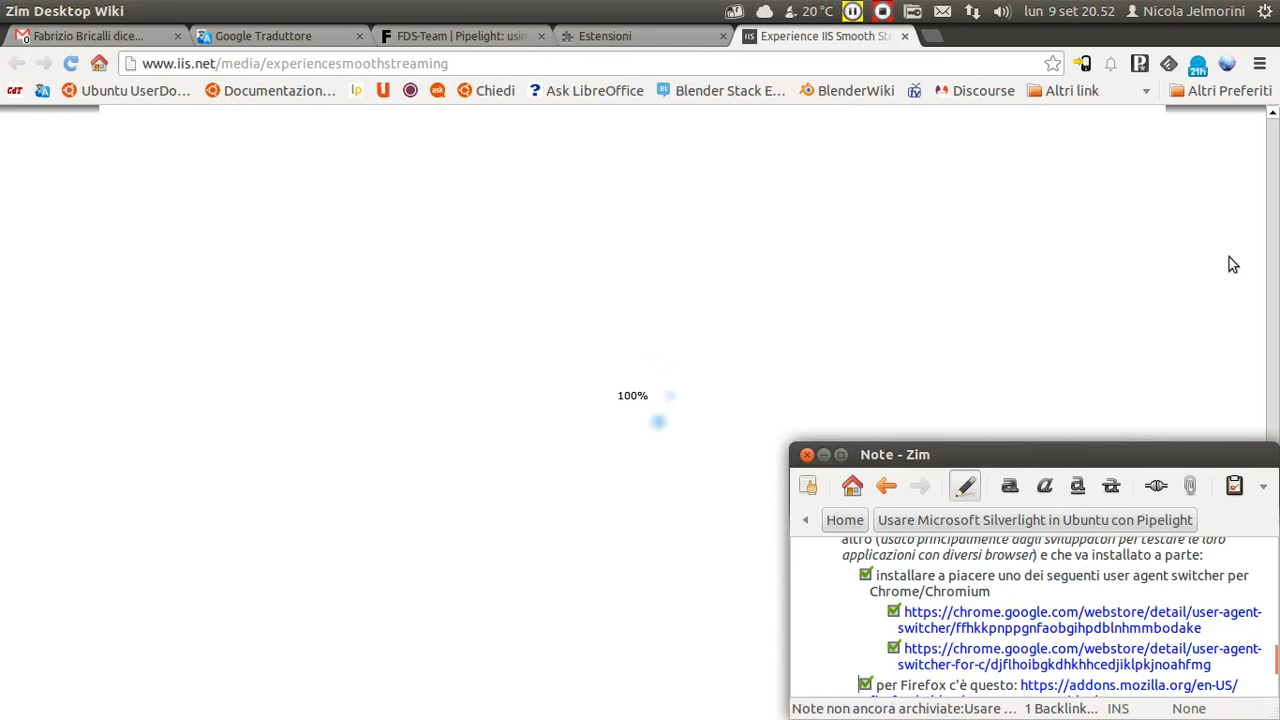 Zim Desktop Wiki
20 °C
lun 9 set 20.52
Nicola Jelmorini
Fabrizio Bricalli dice...
Google Traduttore
FDS-Team | Pipelight: usin
Estensioni
Experience IIS Smooth Str
www.iis.net/media/experiencesmoothstreaming
21h
CAT
Ubuntu UserDo...
Documentazion...
lp
ask
Chiedi
Ask LibreOffice
Blender Stack E...
BlenderWiki
Discourse
Altri link
Altri Preferiti
100%
Note - Zim
Home
Usare Microsoft Silverlight in Ubuntu con Pipelight
altro (usato principalmente dagli sviluppatori per testare le loro
applicazioni con diversi browser) e che va installato a parte:
installare a piacere uno dei seguenti user agent switcher per
Chrome/Chromium
https://chrome.google.com/webstore/detail/user-agent-
switcher/ffhkkpnppgnfaobgihpdblnhmmbodake
https://chrome.google.com/webstore/detail/user-agent-
switcher-for-c/djflhoibgkdhkhhcedjiklpkjnoahfmg
per Firefox c'è questo: https://addons.mozilla.org/en-US/
Note non ancora archiviate:Usare ...
1 Backlink...
INS
None